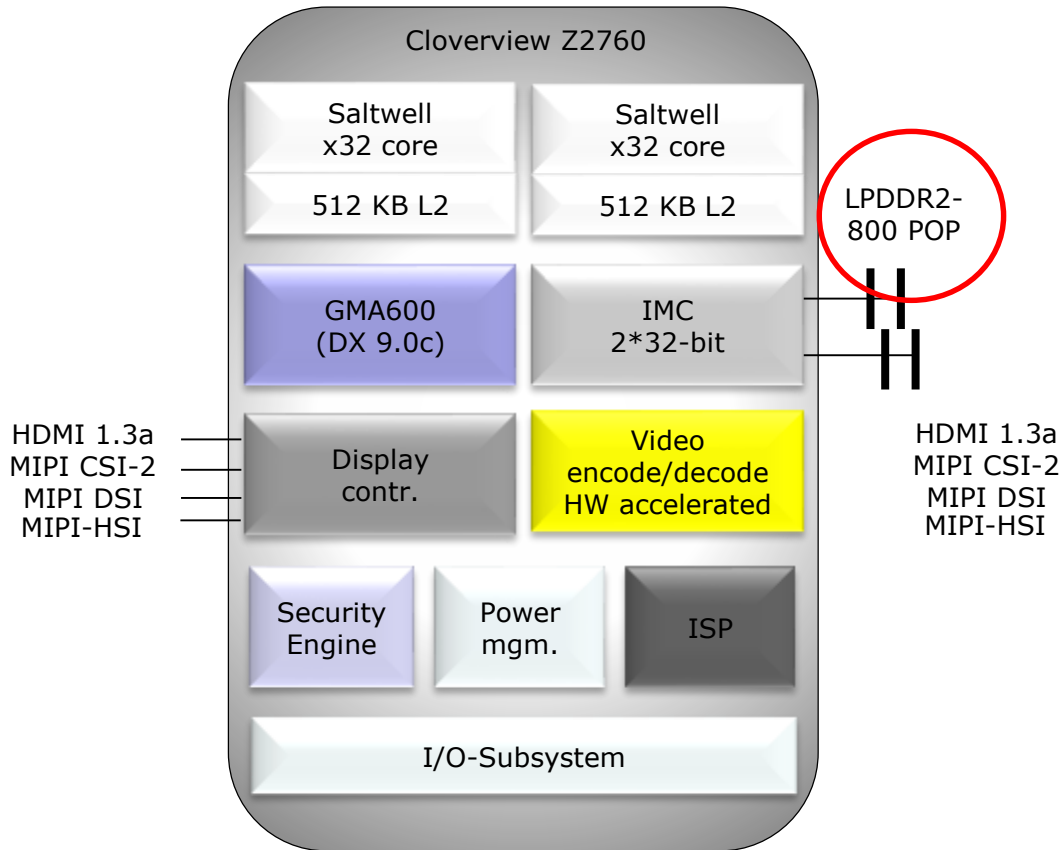 Cloverview Z2760
Saltwell
x32 core
512 KB L2
Saltwell
x32 core
512 KB L2
LPDDR2-
800 POP
GMA600
(DX 9.0c)
IMC
2*32-bit
HDMI 1.3a
MIPI CSI-2
MIPI DSI
MIPI-HSI
Display
contr.
Video
encode/decode
HW accelerated
HDMI 1.3a
MIPI CSI-2
MIPI DSI
MIPI-HSI
Security
Engine
Power
mgm.
ISP
I/O-Subsystem